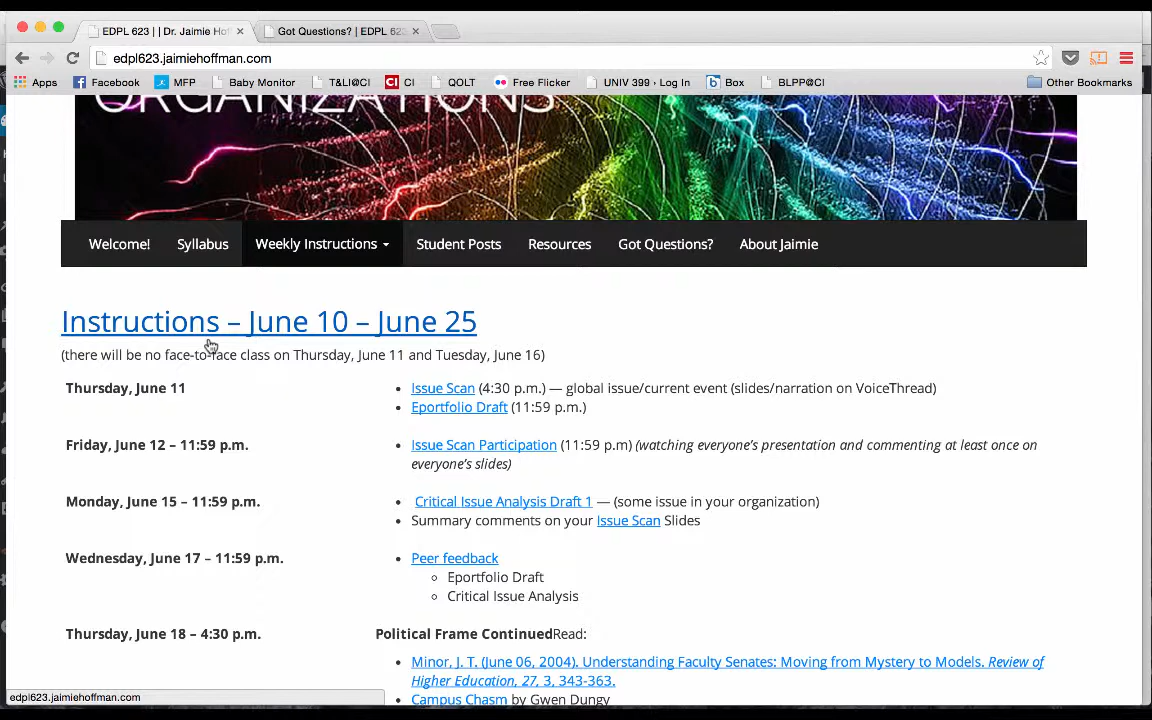 EDPL 623 | | Dr. Jaimie Ho
Got Questions? | EDPL 623
edpl623.jaimiehoffman.com
Apps
Facebook
MFP
Baby Monitor
T&LI@CI
CI CI
QOLT
Free Flicker
UNIV 399 › Log In
b Box
BLPP@CI
Other Bookmarks
ORGANIZATIONS
Welcome!
Syllabus
Weekly Instructions
Student Posts
Resources
Got Questions?
About Jaimie
Instructions – June 10 – June 25
(there will be no face-to-face class on Thursday, June 11 and Tuesday, June 16)
Thursday, June 11
• Issue Scan (4:30 p.m.) — global issue/current event (slides/narration on VoiceThread)
• Eportfolio Draft (11:59 p.m.)
Friday, June 12 – 11:59 p.m.
• Issue Scan Participation (11:59 p.m) (watching everyone's presentation and commenting at least once on
everyone's slides)
Monday, June 15 – 11:59 p.m.
• Critical Issue Analysis Draft 1 — (some issue in your organization)
• Summary comments on your Issue Scan Slides
Wednesday, June 17 – 11:59 p.m.
• Peer feedback
○ Eportfolio Draft
○ Critical Issue Analysis
Thursday, June 18 – 4:30 p.m.
Political Frame ContinuedRead:
• Minor, J. T. (June 06, 2004). Understanding Faculty Senates: Moving from Mystery to Models. Review of
Higher Education, 27, 3, 343-363.
• Campus Chasm by Gwen Dungy
edpl623.jaimiehoffman.com